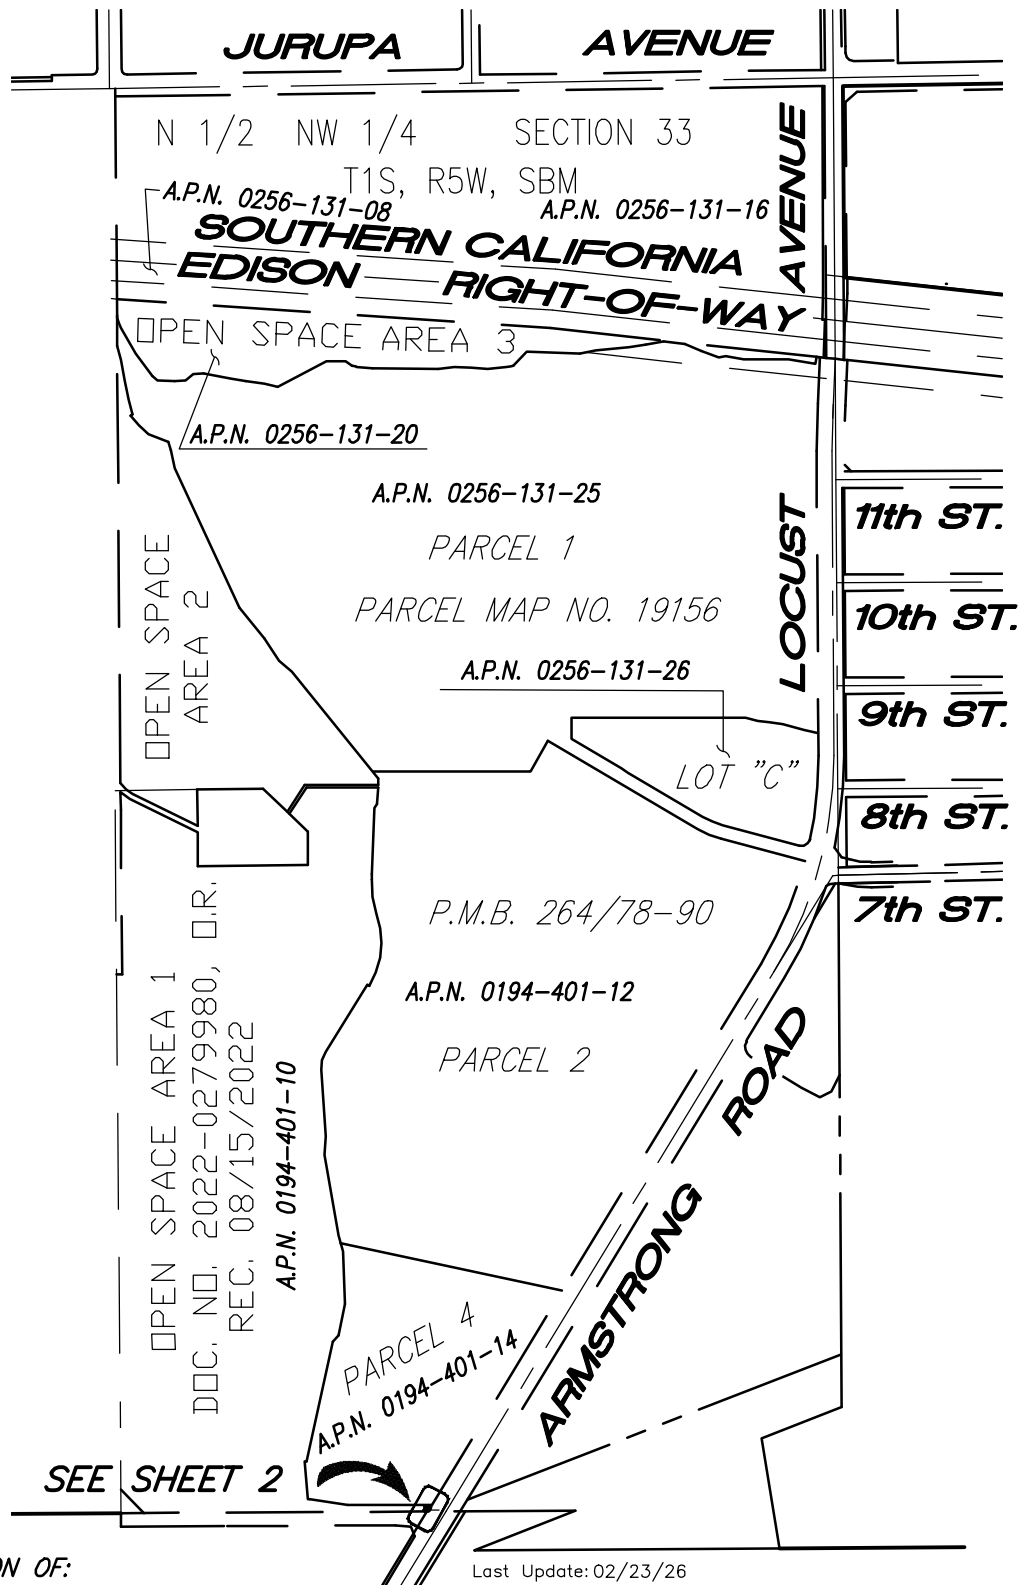 JURUPA AVENUE
N 1/2 NW 1/4 SECTION 33
T1S, R5W, SBM
A.P.N. 0256-131-08
A.P.N. 0256-131-16
SOUTHERN CALIFORNIA
EDISON RIGHT-OF-WAY
LOCUST AVENUE
OPEN SPACE AREA 3
A.P.N. 0256-131-20
A.P.N. 0256-131-25
PARCEL 1
PARCEL MAP NO. 19156
A.P.N. 0256-131-26
LOT "C"
11th ST.
10th ST.
9th ST.
8th ST.
7th ST.
OPEN SPACE
AREA 2
P.M.B. 264/78-90
A.P.N. 0194-401-12
PARCEL 2
OPEN SPACE AREA 1
DOC. NO. 2022-0279980, O.R.
REC. 08/15/2022
A.P.N. 0194-401-10
ARMSTRONG ROAD
PARCEL 4
A.P.N. 0194-401-14
SEE SHEET 2
OF:
Last Update: 02/23/26